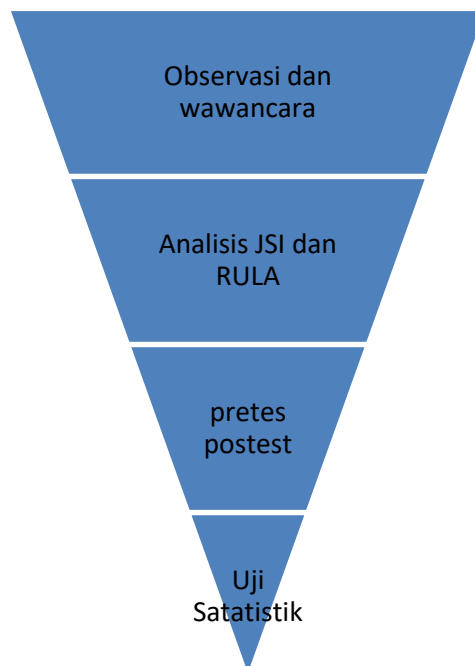 Observasi dan
wawancara
Analisis JSI dan
RULA
pretes
postest
Uji
Satatistik